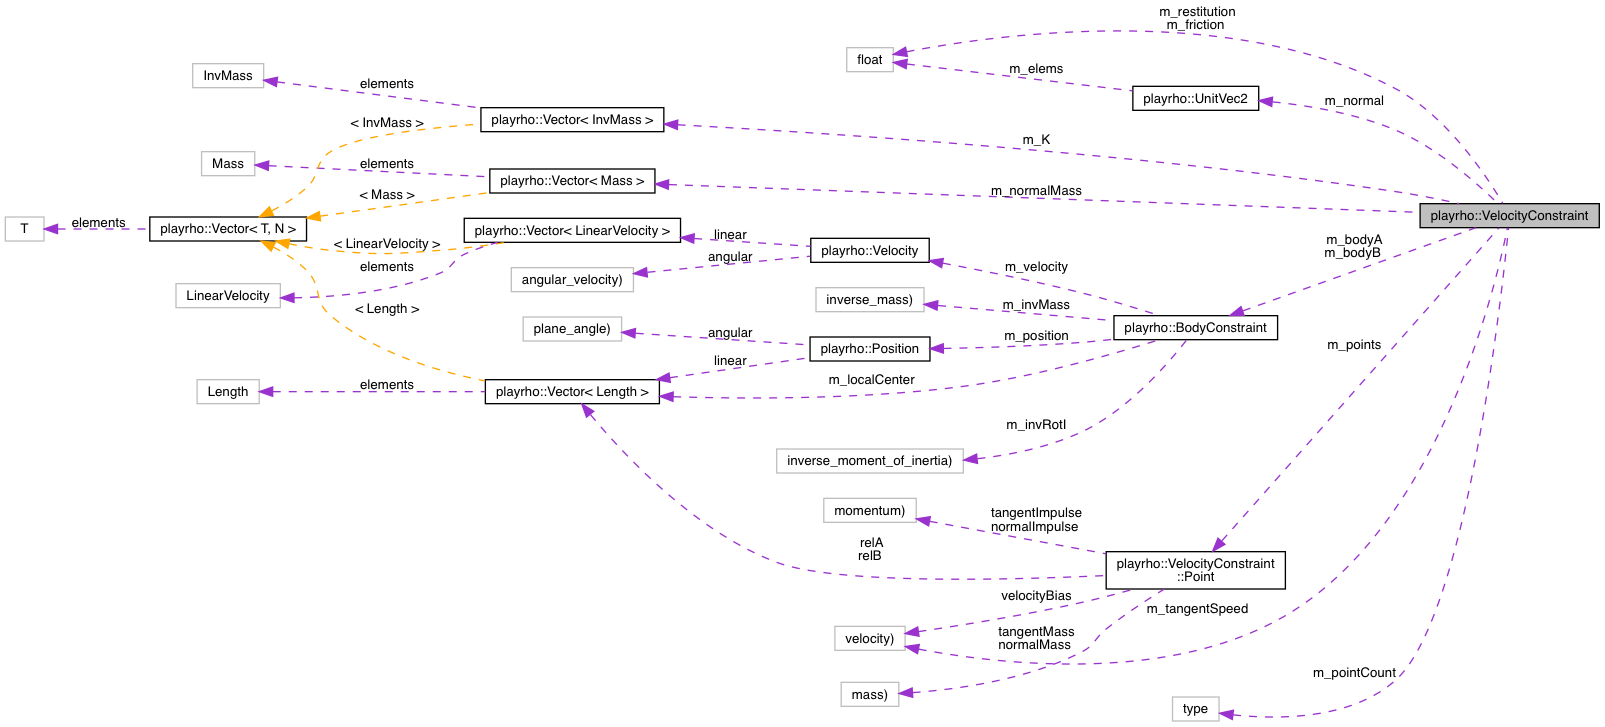 m_restitution
m_friction
float
m_elems
InvMass
elements
playrho::UnitVec2
m_normal
playrho::Vector< InvMass >
< InvMass >
m_K
Mass
elements
playrho::Vector< Mass >
m_normalMass
< Mass >
playrho::VelocityConstraint
T
elements
playrho::Vector< T, N >
playrho::Vector< LinearVelocity >
linear
< LinearVelocity >
playrho::Velocity
m_bodyA
m_bodyB
angular
elements
m_velocity
angular_velocity)
LinearVelocity
inverse_mass)
m_invMass
< Length >
plane_angle)
angular
playrho::BodyConstraint
m_position
playrho::Position
m_points
linear
m_localCenter
Length
elements
playrho::Vector< Length >
m_invRotI
inverse_moment_of_inertia)
momentum)
tangentImpulse
normalImpulse
relA
relB
playrho::VelocityConstraint
::Point
velocityBias
m_tangentSpeed
velocity)
tangentMass
normalMass
m_pointCount
mass)
type